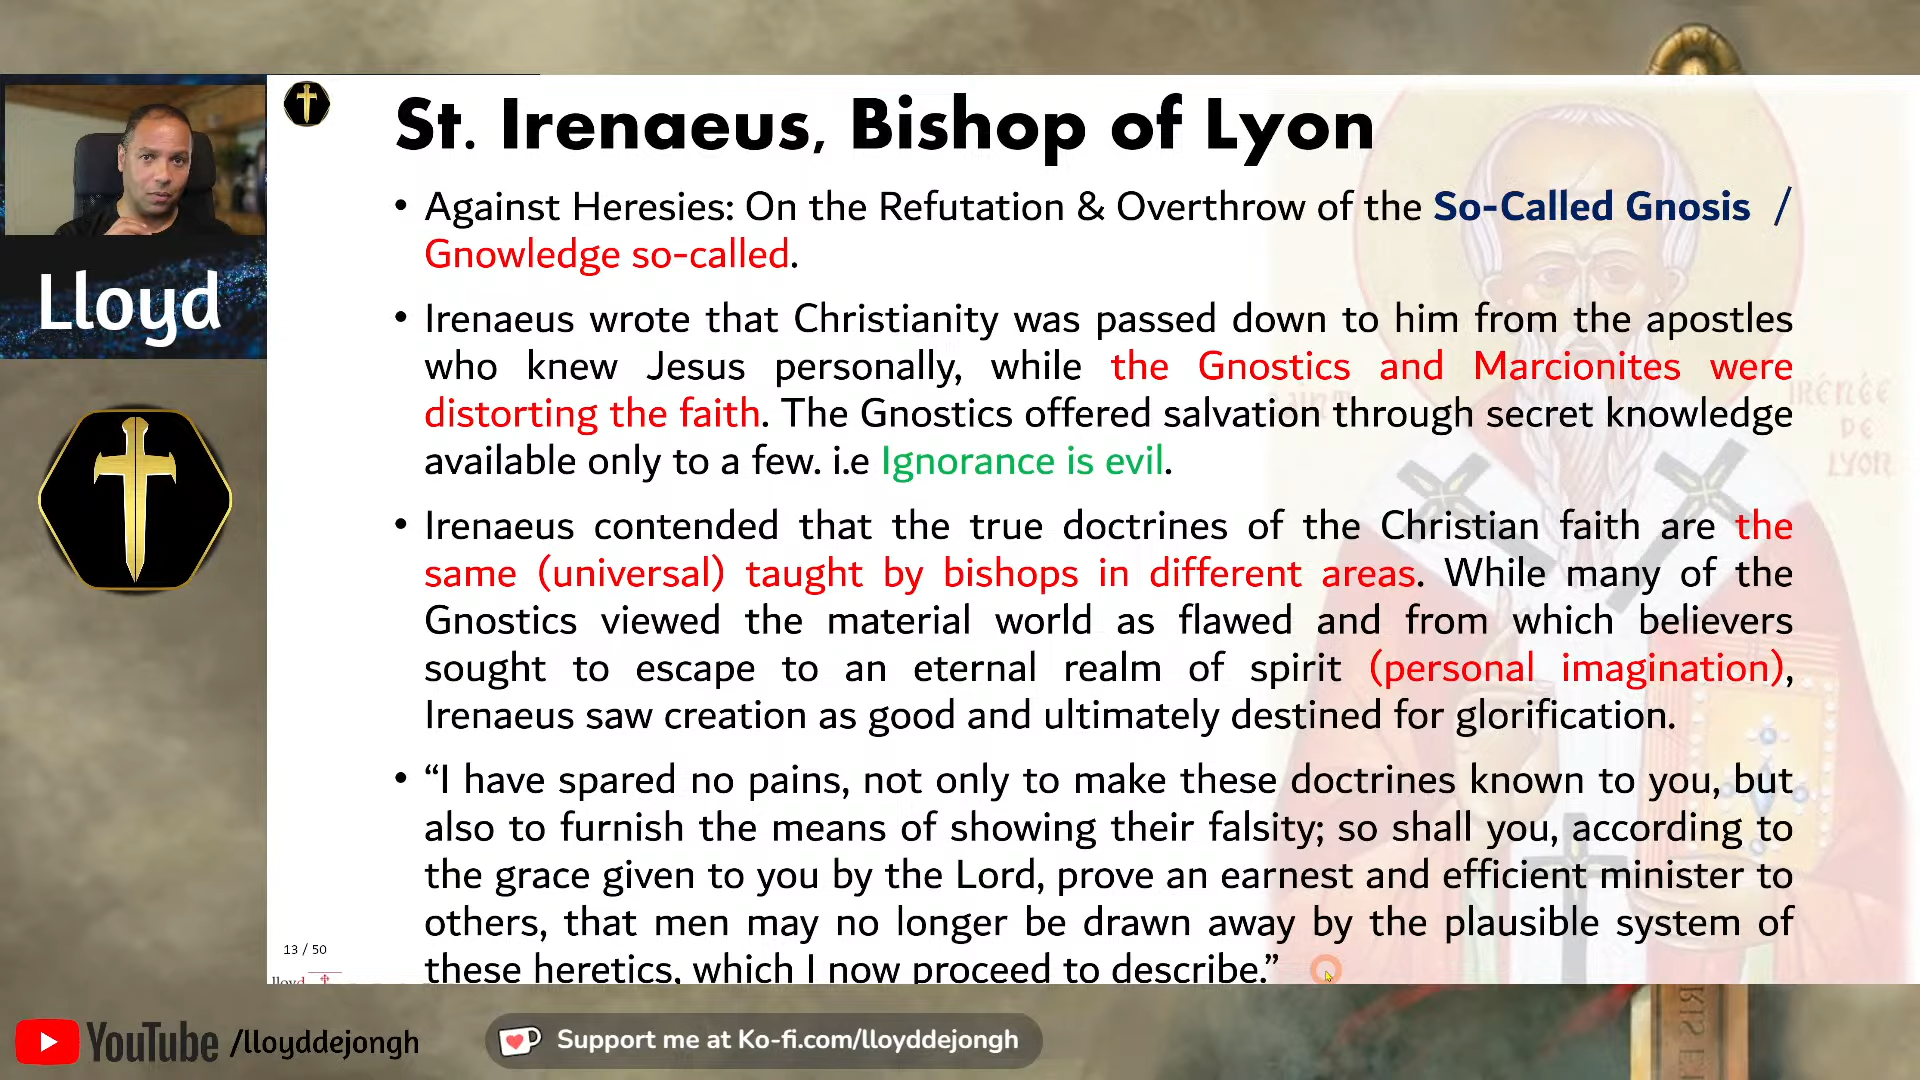 St. Irenaeus, Bishop of Lyon
• Against Heresies: On the Refutation & Overthrow of the So-Called Gnosis /
Gnowledge so-called.
• Irenaeus wrote that Christianity was passed down to him from the apostles
who knew Jesus personally, while the Gnostics and Marcionites were
distorting the faith. The Gnostics offered salvation through secret knowledge
available only to a few. i.e Ignorance is evil.
• Irenaeus contended that the true doctrines of the Christian faith are the
same (universal) taught by bishops in different areas. While many of the
Gnostics viewed the material world as flawed and from which believers
sought to escape to an eternal realm of spirit (personal imagination),
Irenaeus saw creation as good and ultimately destined for glorification.
• “I have spared no pains, not only to make these doctrines known to you, but
also to furnish the means of showing their falsity; so shall you, according to
the grace given to you by the Lord, prove an earnest and efficient minister to
others, that men may no longer be drawn away by the plausible system of
these heretics, which I now proceed to describe.”
Lloyd
IRÉNÉE
DE
LYON
13 / 50
lloyd
YouTube /lloyddejongh
Support me at Ko-fi.com/lloyddejongh